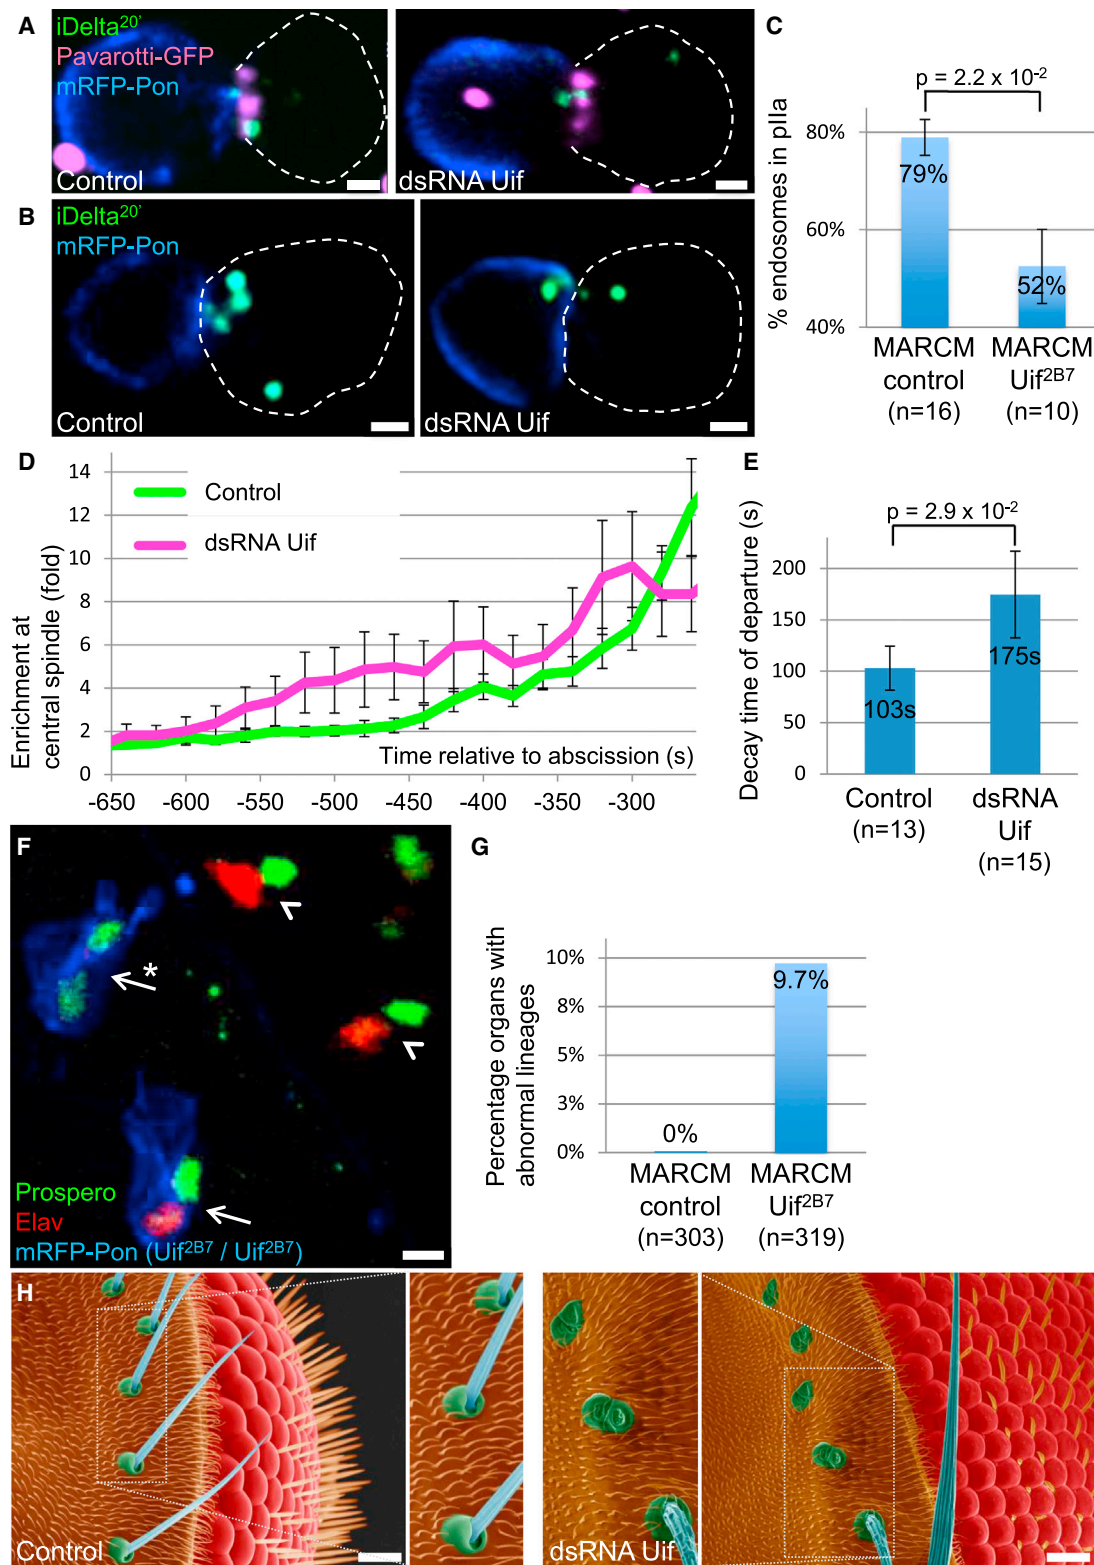 A
iDelta20'
Pavarotti-GFP
mRFP-Pon
Control
dsRNA Uif
B
iDelta20'
mRFP-Pon
Control
dsRNA Uif
C
p = 2.2 x 10-2
% endosomes in pIIa
80%
60%
40%
79%
52%
MARCM control (n=16)
MARCM Uif2B7 (n=10)
D
Enrichment at central spindle (fold)
14
12
10
8
6
4
2
0
Control
dsRNA Uif
Time relative to abscission (s)
-650 -600 -550 -500 -450 -400 -350 -300
E
p = 2.9 x 10-2
Decay time of departure (s)
200
150
100
50
0
103s
175s
Control (n=13)
dsRNA Uif (n=15)
F
*
Prospero
Elav
mRFP-Pon (Uif2B7 / Uif2B7)
G
Percentage organs with abnormal lineages
10%
8%
5%
3%
0%
0%
9.7%
MARCM control (n=303)
MARCM Uif2B7 (n=319)
H
Control
dsRNA Uif